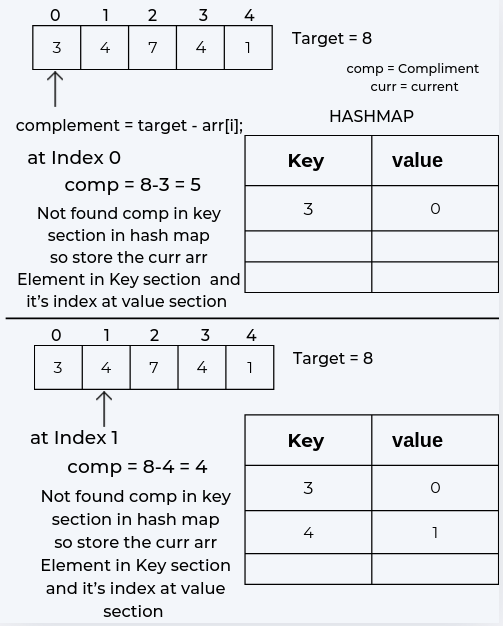 0 1 2 3 4
3 4 7 4 1
Target = 8
comp = Compliment
curr = current
complement = target - arr[i];
HASHMAP
at Index 0
comp = 8-3 = 5
Not found comp in key
section in hash map
so store the curr arr
Element in Key section and
it's index at value section
Key value
3 0
0 1 2 3 4
3 4 7 4 1
Target = 8
at Index 1
comp = 8-4 = 4
Not found comp in key
section in hash map
so store the curr arr
Element in Key section
and it's index at value
section
Key value
3 0
4 1